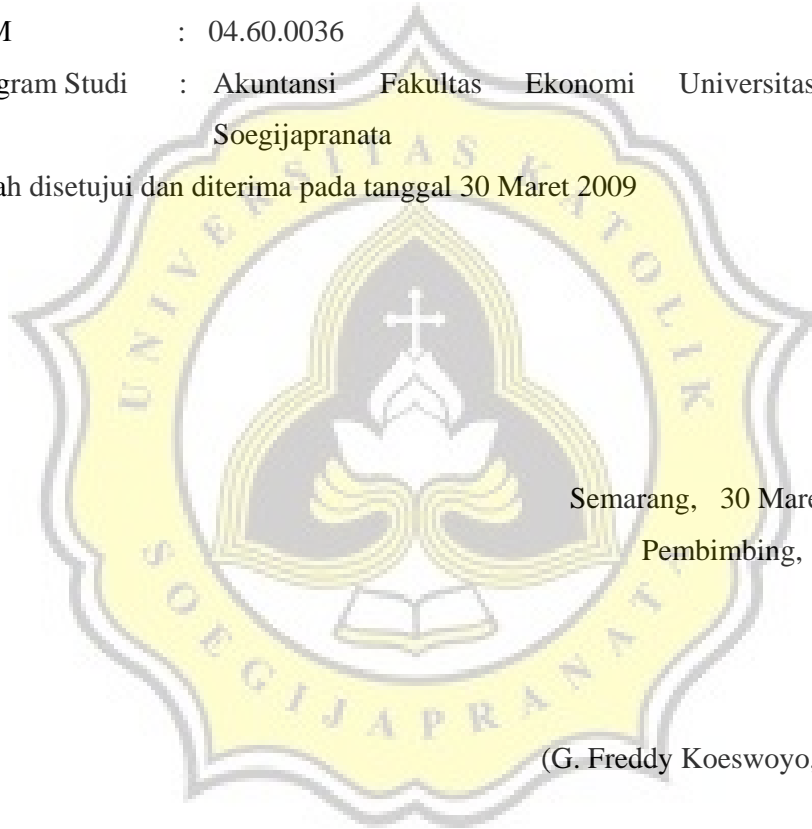 M : 04.60.0036
gram Studi : Akuntansi Fakultas Ekonomi Universitas
Soegijapranata
ah disetujui dan diterima pada tanggal 30 Maret 2009
UNIVERSITAS KATOLIK
SOEGIJAPRANATA
Semarang, 30 Mare
Pembimbing,
(G. Freddy Koeswoyo,